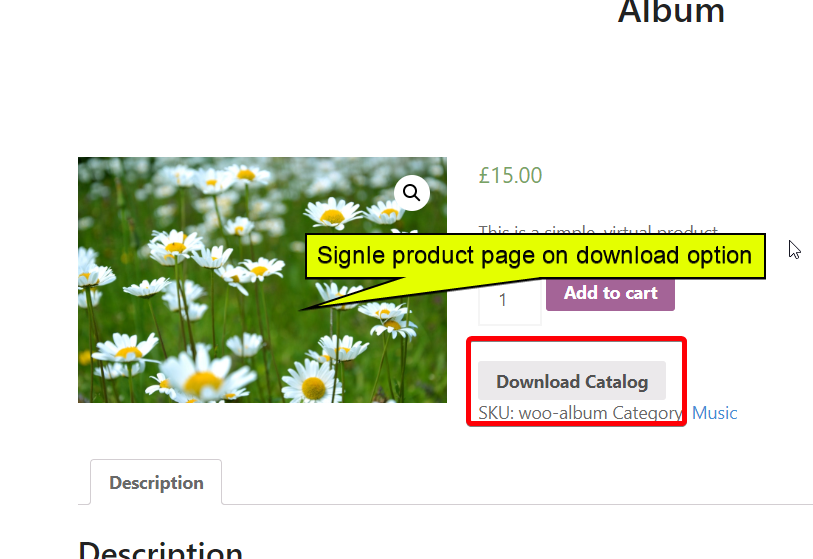 Album
£15.00
This is a simple, virtual product.
Signle product page on download option
1
Add to cart
Download Catalog
SKU: woo-album Category: Music
Description
Description